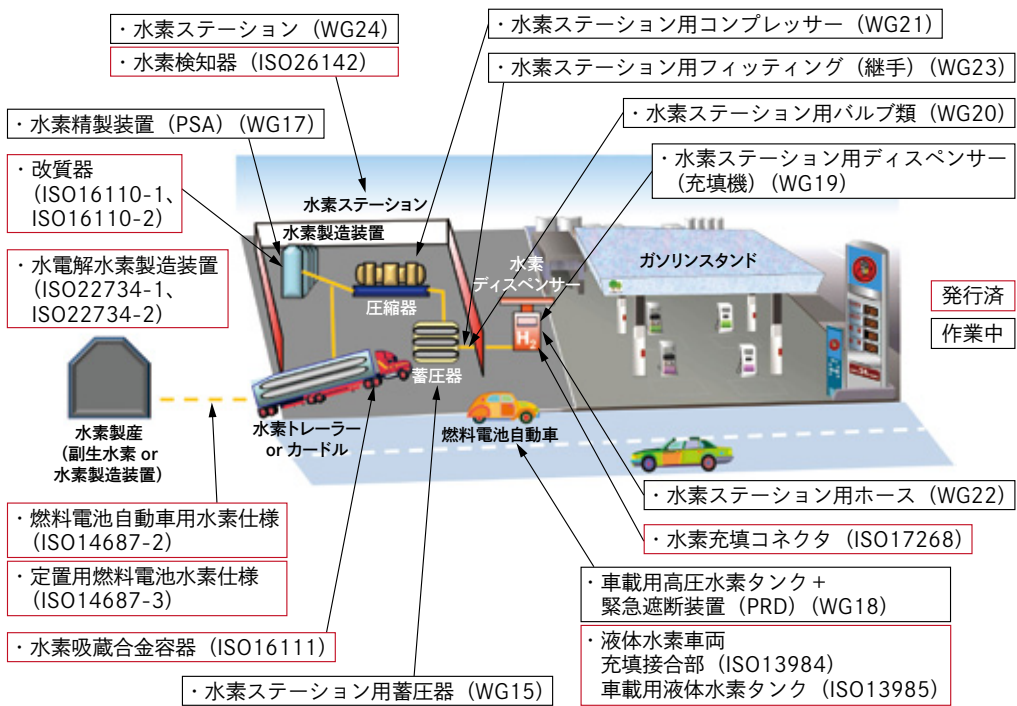 ・水素ステーション（WG24）
・水素検知器（ISO26142）
・水素ステーション用コンプレッサー（WG21）
・水素ステーション用フィッティング（継手）（WG23）
・水素精製装置（PSA）（WG17）
・水素ステーション用バルブ類（WG20）
・改質器
（ISO16110-1、
ISO16110-2）
・水素ステーション用ディスペンサー
（充填機）（WG19）
水素ステーション
水素製造装置
・水電解水素製造装置
（ISO22734-1、
ISO22734-2）
圧縮器
水素
ディスペンサー
ガソリンスタンド
発行済
作業中
H2
蓄圧器
水素製産
（副生水素 or
水素製造装置）
水素トレーラー
or カードル
燃料電池自動車
・水素ステーション用ホース（WG22）
・燃料電池自動車用水素仕様
（ISO14687-2）
・水素充填コネクタ（ISO17268）
・定置用燃料電池水素仕様
（ISO14687-3）
・車載用高圧水素タンク＋
緊急遮断装置（PRD）（WG18）
・水素吸蔵合金容器（ISO16111）
・液体水素車両
充填接合部（ISO13984）
車載用液体水素タンク（ISO13985）
・水素ステーション用蓄圧器（WG15）